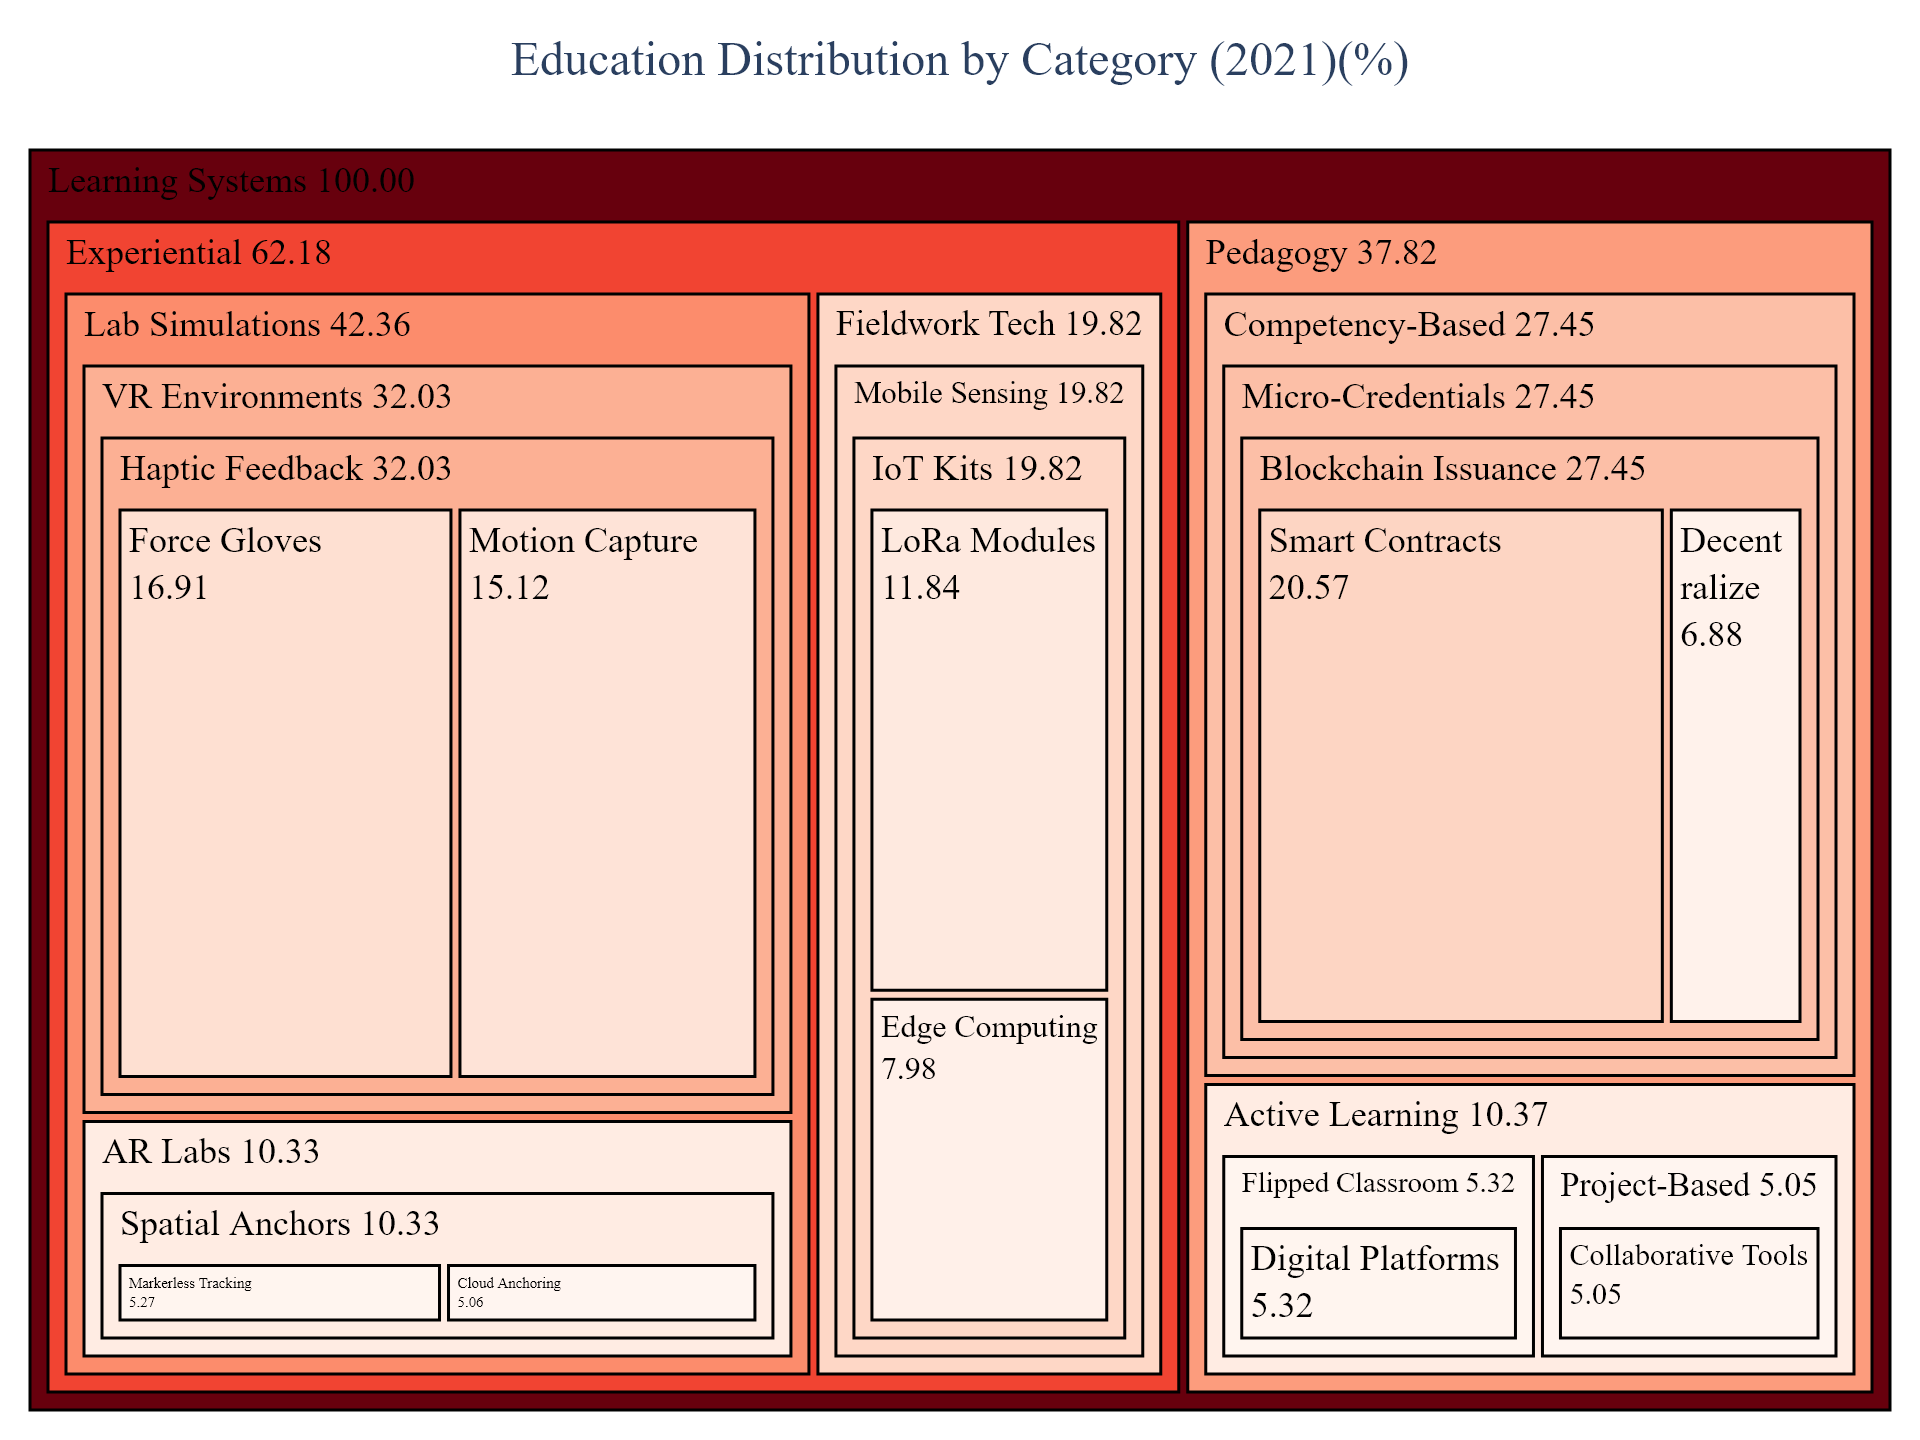 Education Distribution by Category (2021)(%)
Learning Systems 100.00
Experiential 62.18
Lab Simulations 42.36
VR Environments 32.03
Haptic Feedback 32.03
Force Gloves
16.91
Motion Capture
15.12
AR Labs 10.33
Spatial Anchors 10.33
Markerless Tracking
5.27
Cloud Anchoring
5.06
Fieldwork Tech 19.82
Mobile Sensing 19.82
IoT Kits 19.82
LoRa Modules
11.84
Edge Computing
7.98
Pedagogy 37.82
Competency-Based 27.45
Micro-Credentials 27.45
Blockchain Issuance 27.45
Smart Contracts
20.57
Decent
ralize
6.88
Active Learning 10.37
Flipped Classroom 5.32
Digital Platforms
5.32
Project-Based 5.05
Collaborative Tools
5.05